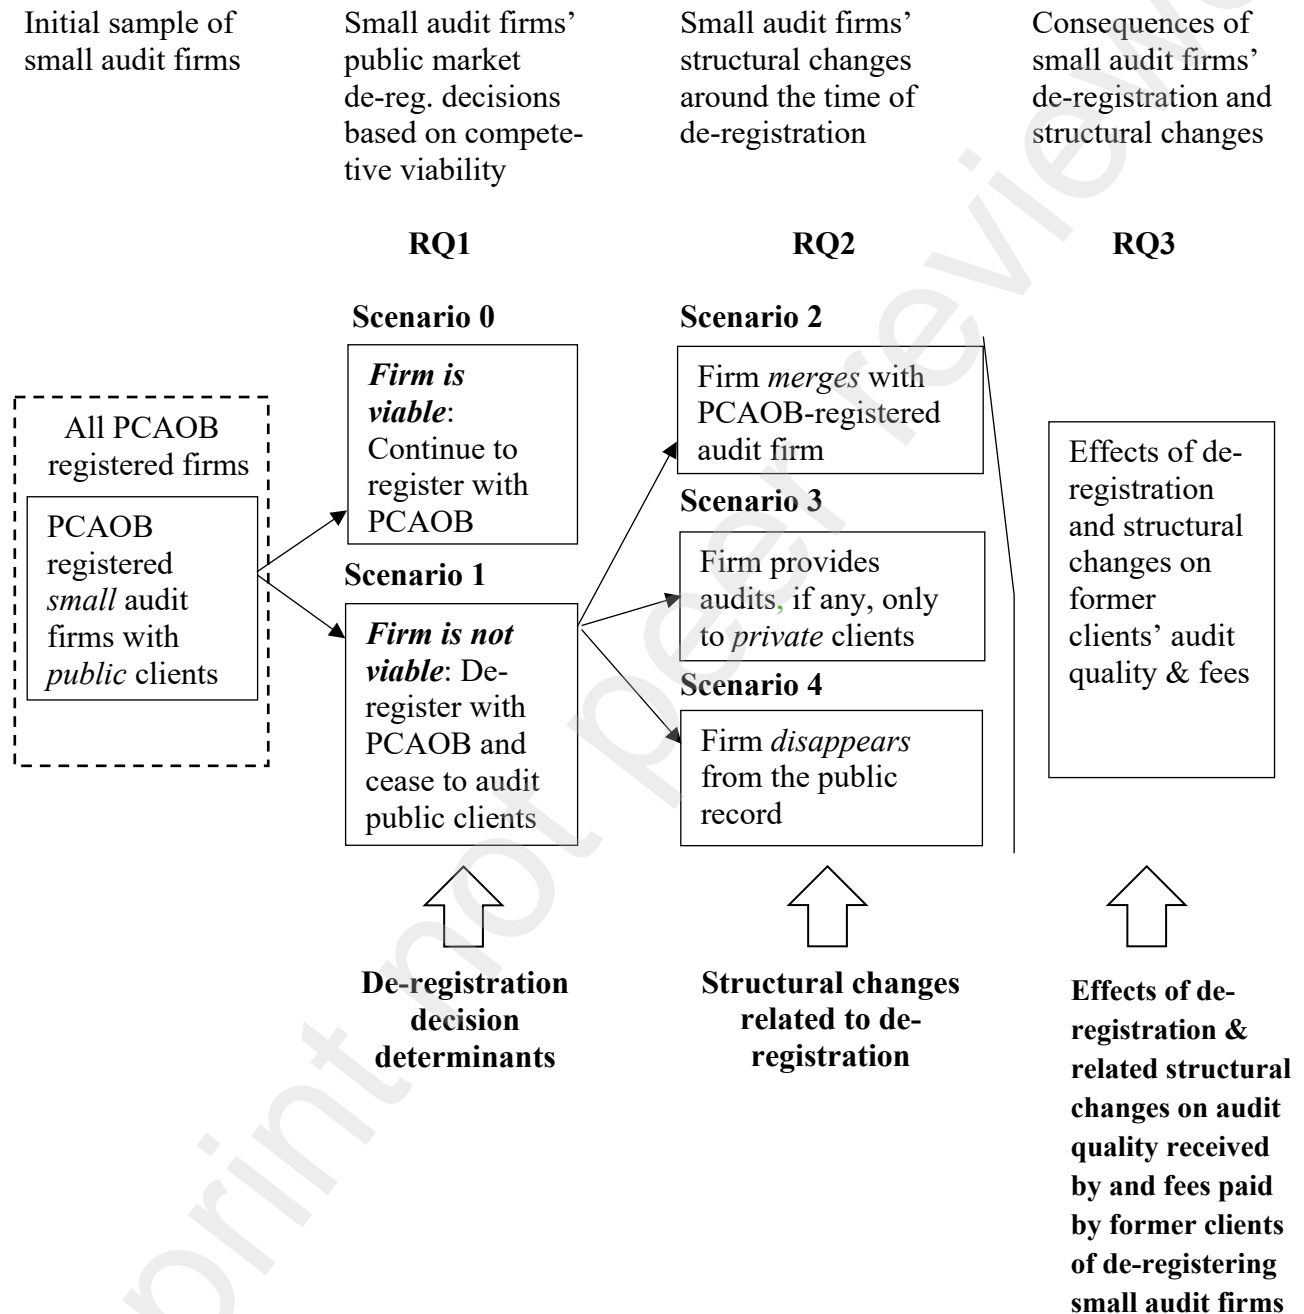 Initial sample of
small audit firms
Small audit firms’
public market
de-reg. decisions
based on compete-
tive viability
Small audit firms’
structural changes
around the time of
de-registration
Consequences of
small audit firms’
de-registration and
structural changes
RQ1
RQ2
RQ3
All PCAOB
registered firms
PCAOB
registered
small audit
firms with
public clients
Scenario 0
Firm is
viable:
Continue to
register with
PCAOB
Scenario 1
Firm is not
viable: De-
register with
PCAOB and
cease to audit
public clients
Scenario 2
Firm merges with
PCAOB-registered
audit firm
Scenario 3
Firm provides
audits, if any, only
to private clients
Scenario 4
Firm disappears
from the public
record
Effects of de-
registration
and structural
changes on
former
clients’ audit
quality & fees
De-registration
decision
determinants
Structural changes
related to de-
registration
Effects of de-
registration &
related structural
changes on audit
quality received
by and fees paid
by former clients
of de-registering
small audit firms
print not peer review